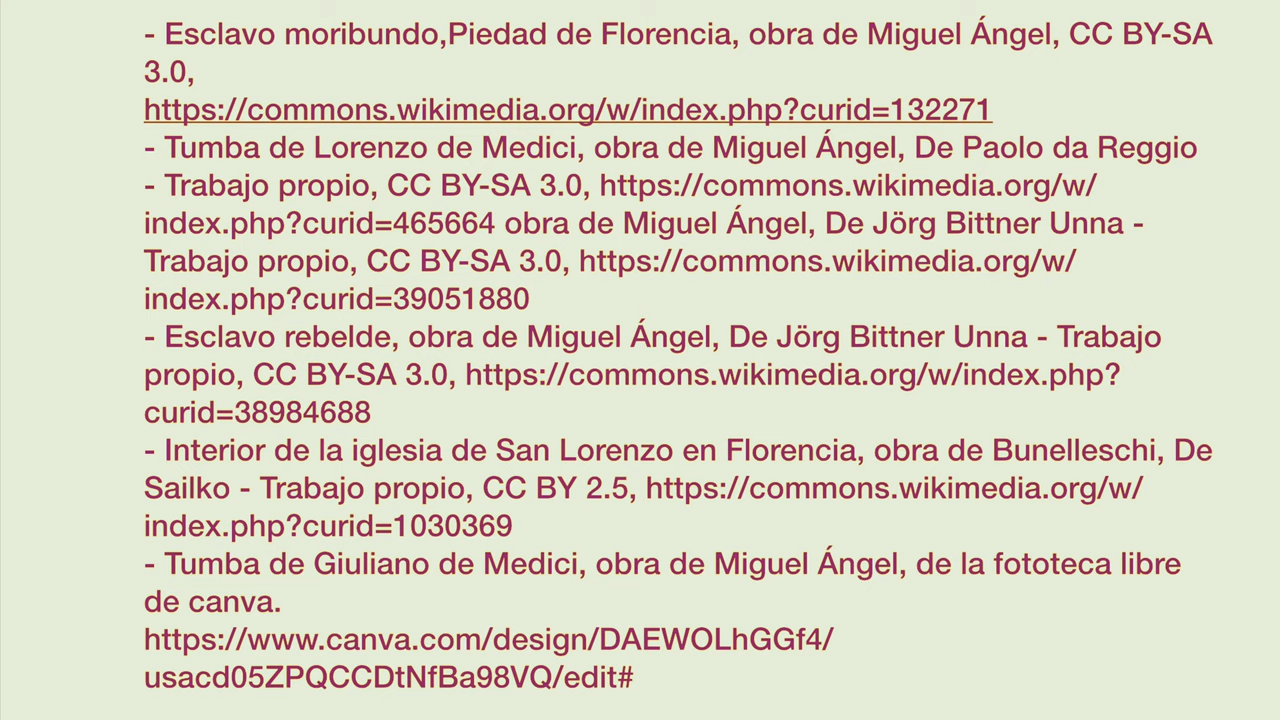 - Esclavo moribundo,Piedad de Florencia, obra de Miguel Ángel, CC BY-SA
3.0,
https://commons.wikimedia.org/w/index.php?curid=132271
- Tumba de Lorenzo de Medici, obra de Miguel Ángel, De Paolo da Reggio
- Trabajo propio, CC BY-SA 3.0, https://commons.wikimedia.org/w/
index.php?curid=465664 obra de Miguel Ángel, De Jörg Bittner Unna -
Trabajo propio, CC BY-SA 3.0, https://commons.wikimedia.org/w/
index.php?curid=39051880
- Esclavo rebelde, obra de Miguel Ángel, De Jörg Bittner Unna - Trabajo
propio, CC BY-SA 3.0, https://commons.wikimedia.org/w/index.php?
curid=38984688
- Interior de la iglesia de San Lorenzo en Florencia, obra de Bunelleschi, De
Sailko - Trabajo propio, CC BY 2.5, https://commons.wikimedia.org/w/
index.php?curid=1030369
- Tumba de Giuliano de Medici, obra de Miguel Ángel, de la fototeca libre
de canva.
https://www.canva.com/design/DAEWOLhGGf4/
usacd05ZPQCCDtNfBa98VQ/edit#